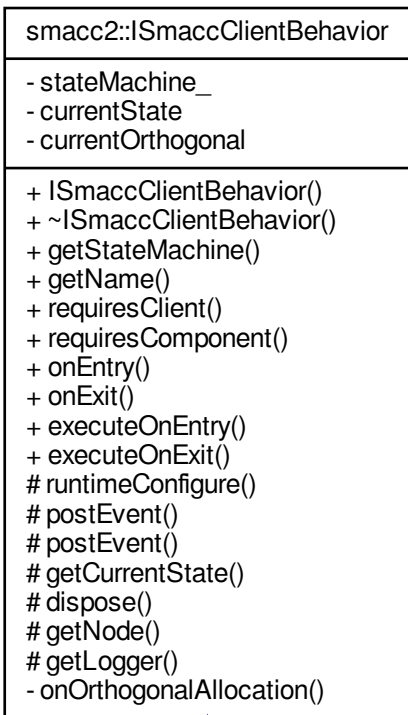 smacc2::ISmaccClientBehavior
- stateMachine_
- currentState
- currentOrthogonal
+ ISmaccClientBehavior()
+ ~ISmaccClientBehavior()
+ getStateMachine()
+ getName()
+ requiresClient()
+ requiresComponent()
+ onEntry()
+ onExit()
+ executeOnEntry()
+ executeOnExit()
# runtimeConfigure()
# postEvent()
# postEvent()
# getCurrentState()
# dispose()
# getNode()
# getLogger()
- onOrthogonalAllocation()